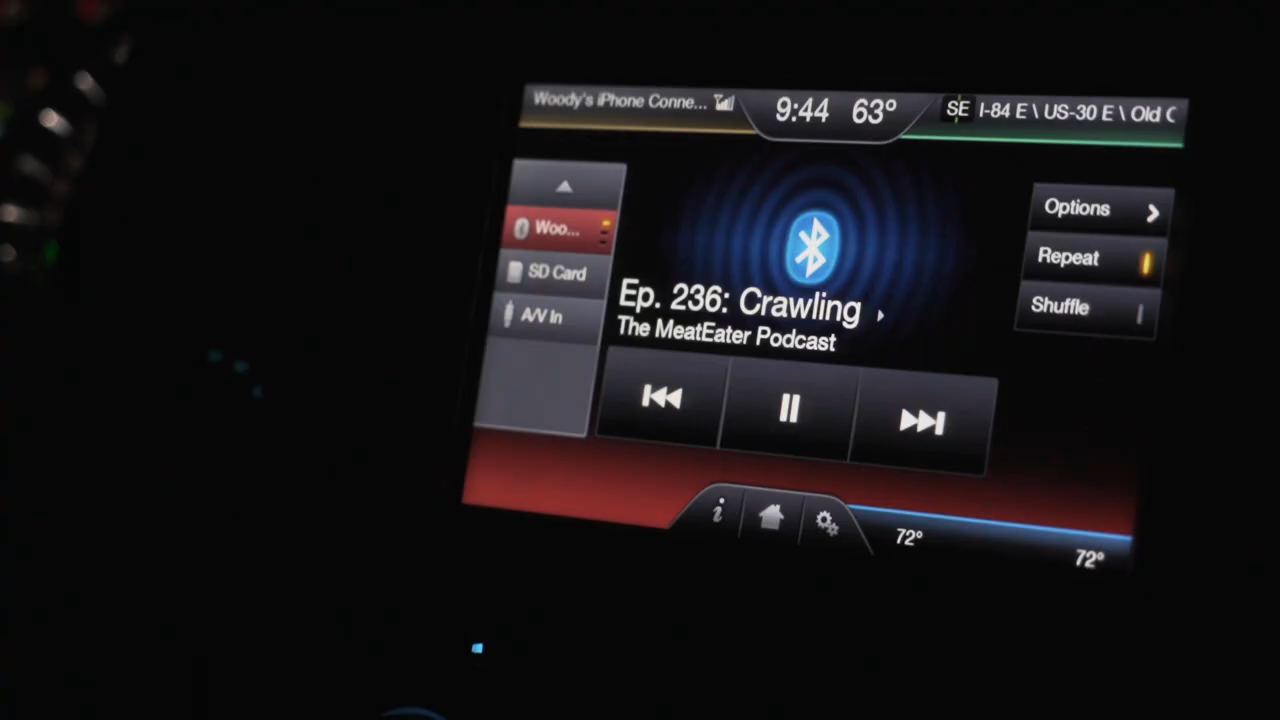 Woody's iPhone Conne...
9:44 63°
SE I-84 E \ US-30 E \ Old
Woo...
SD Card
A/V In
Ep. 236: Crawling
The MeatEater Podcast
Options
Repeat
Shuffle
i
72°
72°